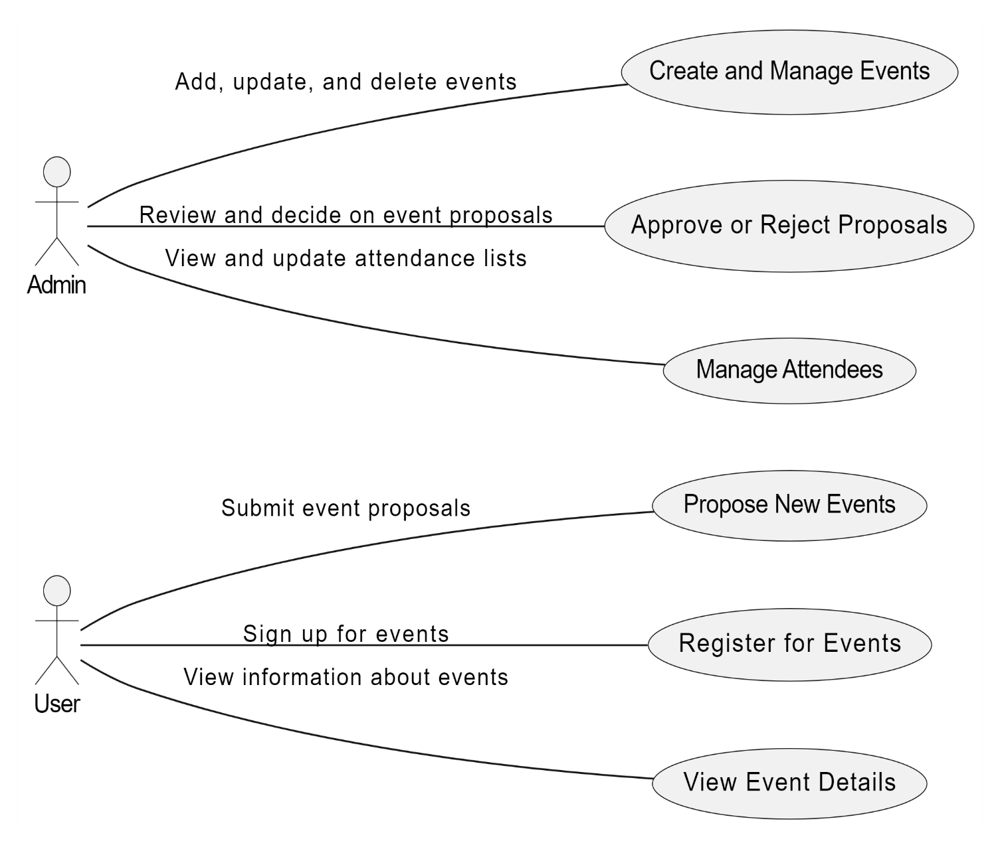 Add, update, and delete events
Create and Manage Events
Review and decide on event proposals
Approve or Reject Proposals
View and update attendance lists
Admin
Manage Attendees
Submit event proposals
Propose New Events
Sign up for events
Register for Events
View information about events
User
View Event Details